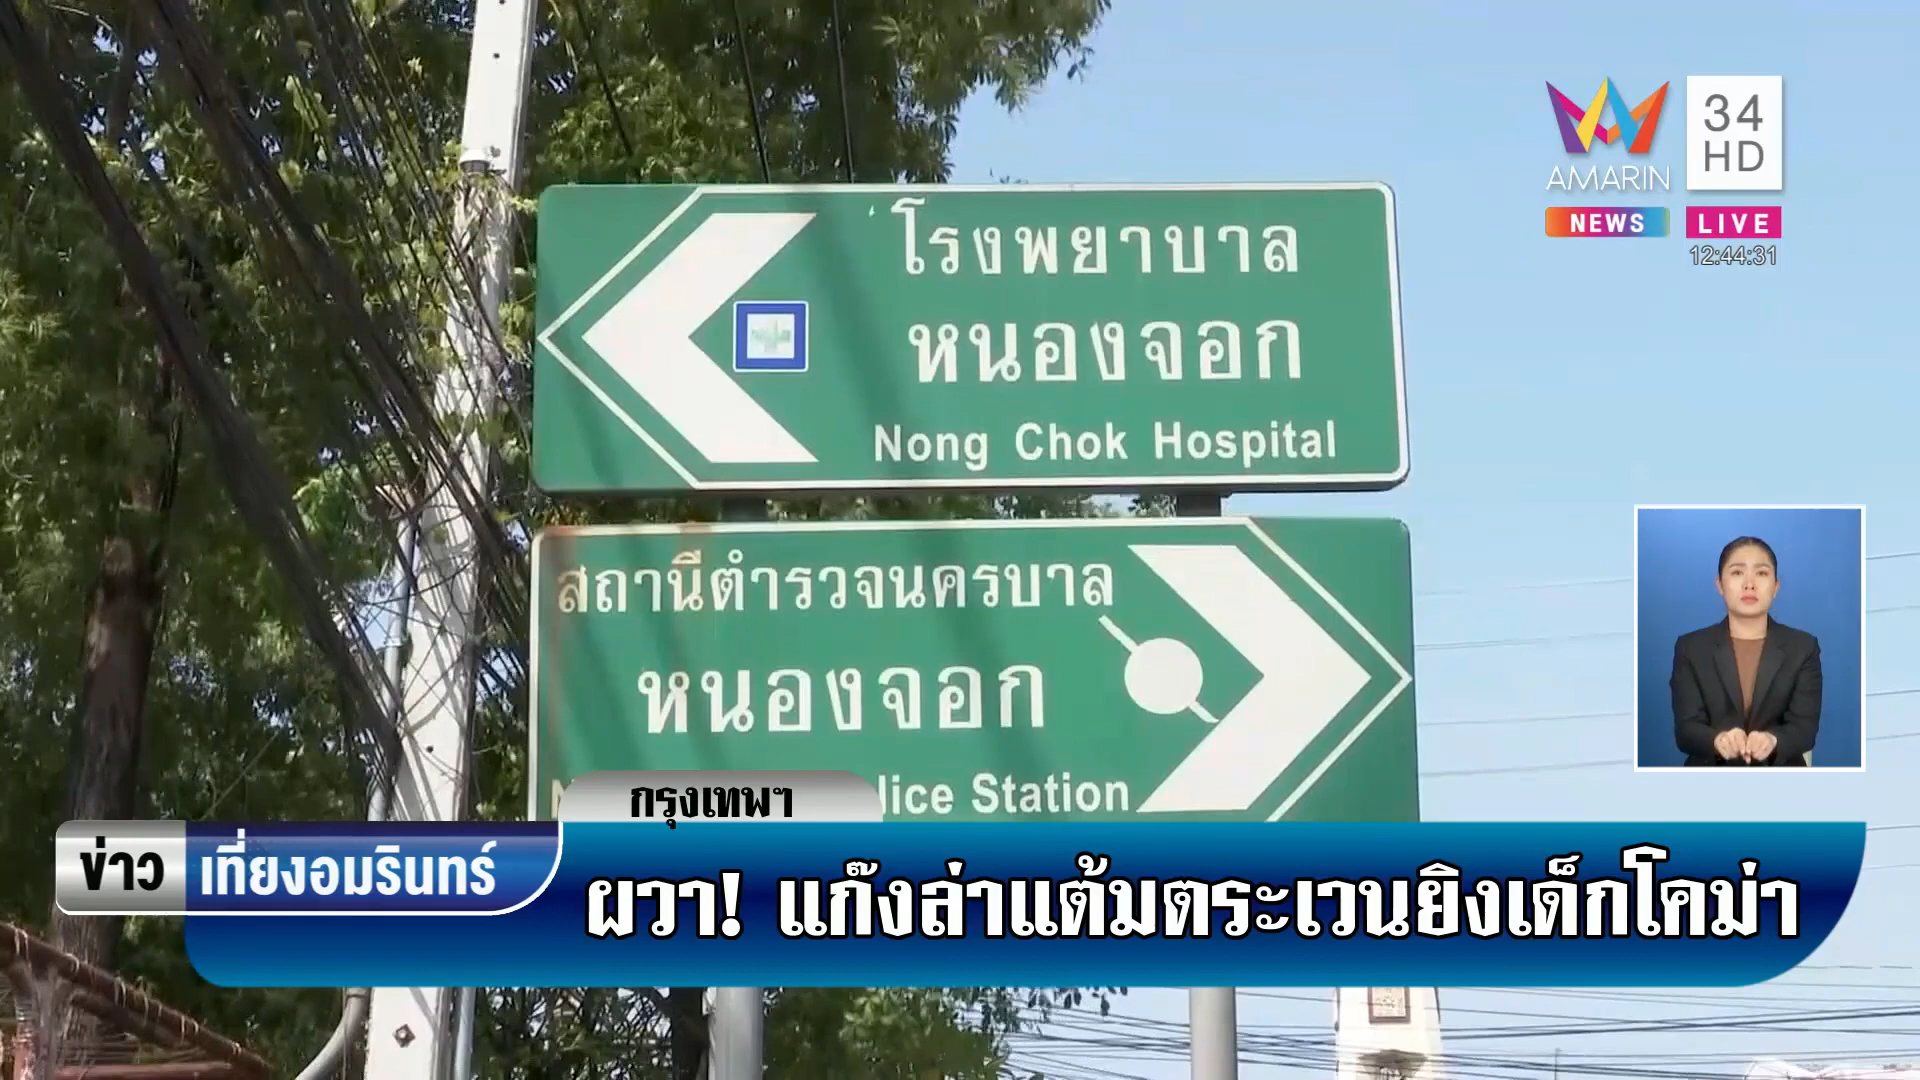 AMARIN
34
HD
NEWS
LIVE
12:44:31
โรงพยาบาล
หนองจอก
Nong Chok Hospital
สถานีตำรวจนครบาล
หนองจอก
Station
กรุงเทพฯ
ข่าว เที่ยงอมรินทร์
ผวา! แก๊งล่าแต้มตระเวนยิงเด็กโคม่า